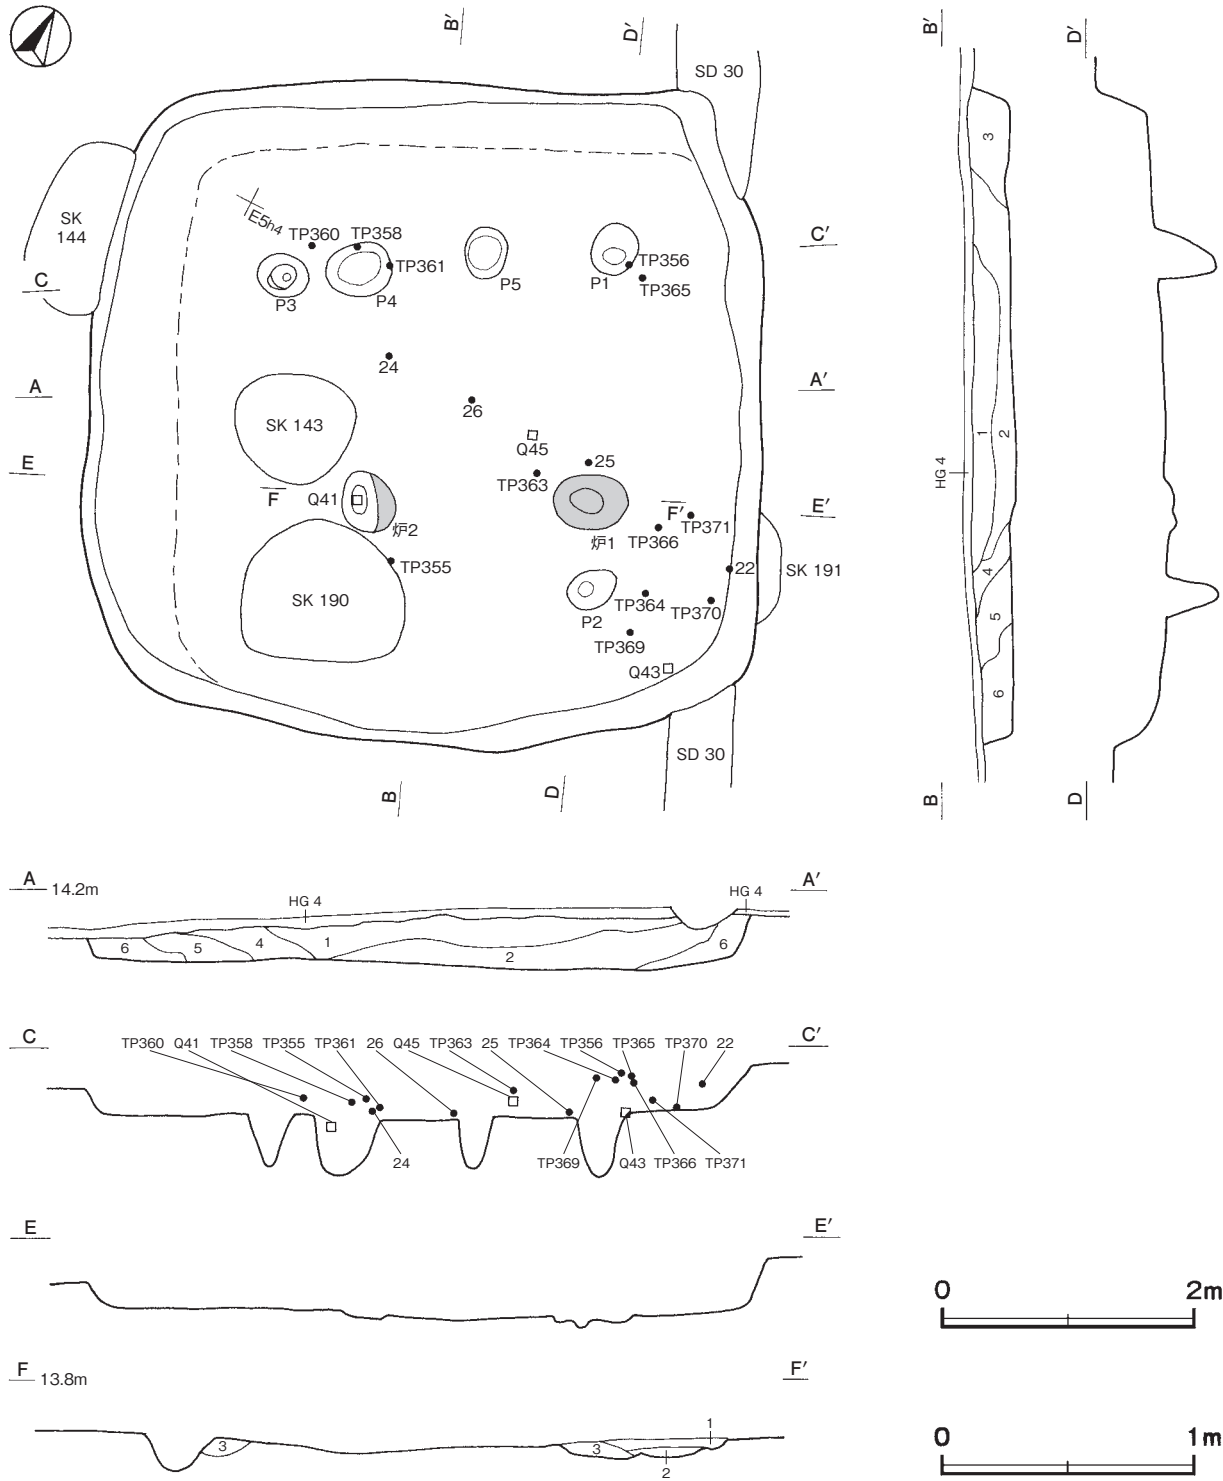 B′
D′
SD 30
SK
144
E5h4
TP360
TP358
TP361
P3
P4
P5
P1
TP356
TP365
C
C′
24
26
A
A′
SK 143
Q45
25
TP363
E
E′
F
F′
Q41
炉2
炉1
TP371
TP366
TP355
22
SK 191
SK 190
P2
TP364
TP370
TP369
Q43
SD 30
B
D
B′
D′
3
1
2
HG 4
4
5
6
B
D
A 14.2m
A′
HG 4
HG 4
6
5
4
1
2
6
C
C′
TP360 Q41 TP358 TP355 TP361 26 Q45 TP363 25 TP364 TP356 TP365 TP370 22
24
TP369 Q43 TP366 TP371
E
E′
0
2m
F 13.8m
F′
3
3
1
2
0
1m